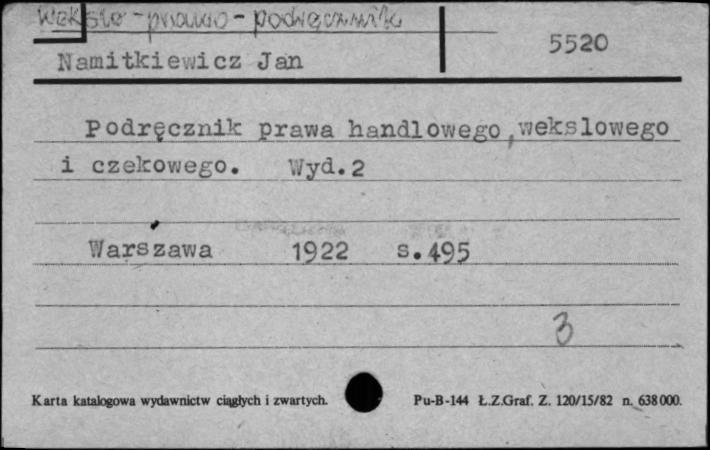 Weksle - prawo - podręcznik
5520
Namitkiewicz Jan
Podręcznik prawa handlowego,wekslowego
i czekowego. Wyd.2
Warszawa 1922 s.495
3
Karta katalogowa wydawnictw ciągłych i zwartych. Pu-B-144 Ł.Z.Graf. Z. 120/15/82 n. 638000.